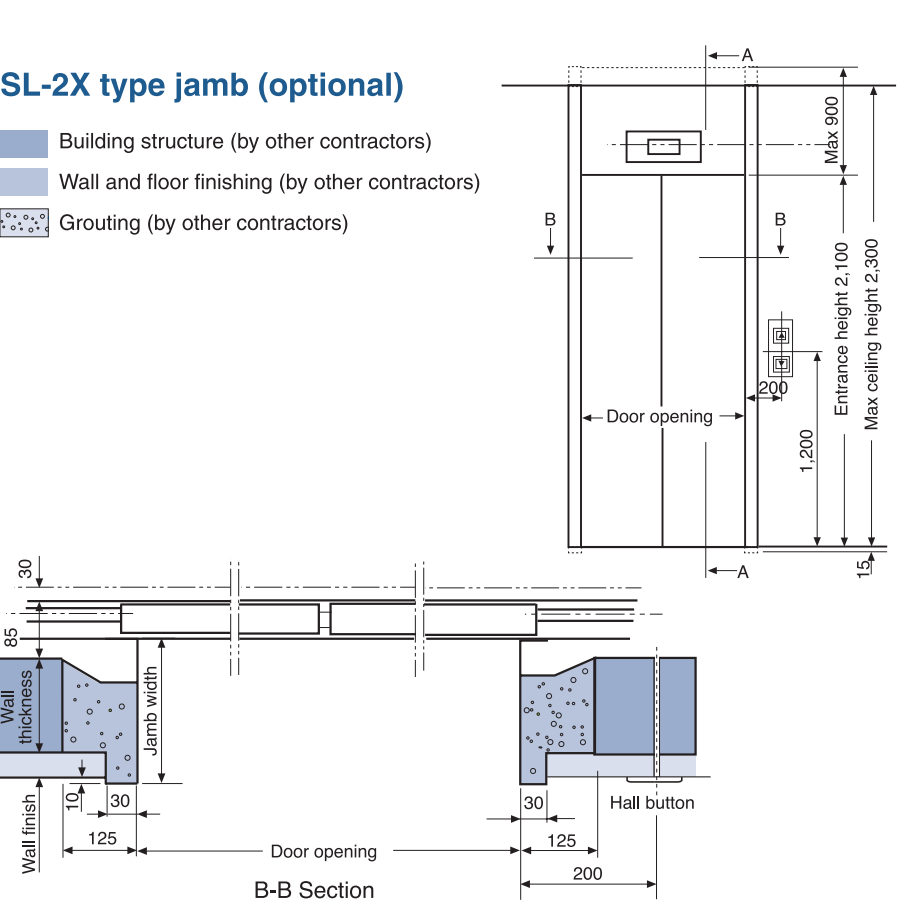 SL-2X type jamb (optional)
Building structure (by other contractors)
Wall and floor finishing (by other contractors)
Grouting (by other contractors)
A
Max 900
B
B
Entrance height 2,100
Max ceiling height 2,300
200
Door opening
1,200
A
15
30
85
Wall
thickness
Jamb width
10
30
Wall finish
125
Door opening
30
Hall button
125
200
B-B Section